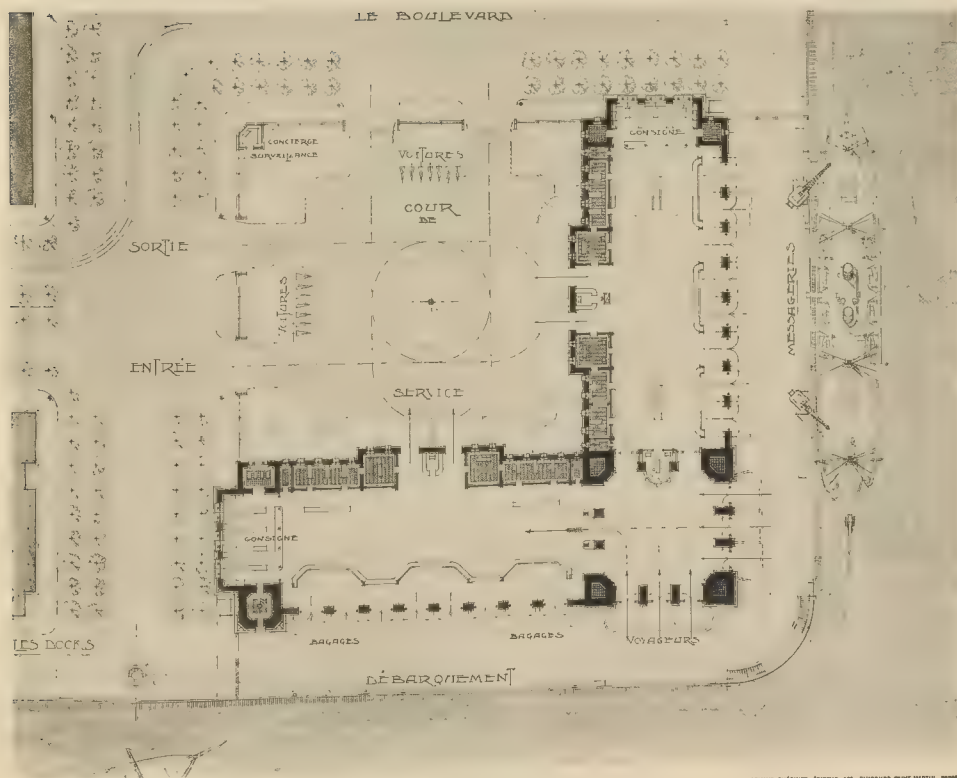 LE BOULEVARD
CONSIGNE
CONCIERGE
SURVEILLANCE
VOITURES
COUR
DE
SORTIE
VOITURES
MESSAGERIES
ENTRÉE
SERVICE
CONSIGNE
BAGAGES
BAGAGES
VOYAGEURS
LES DOCKS
DÉBARQUEMENT